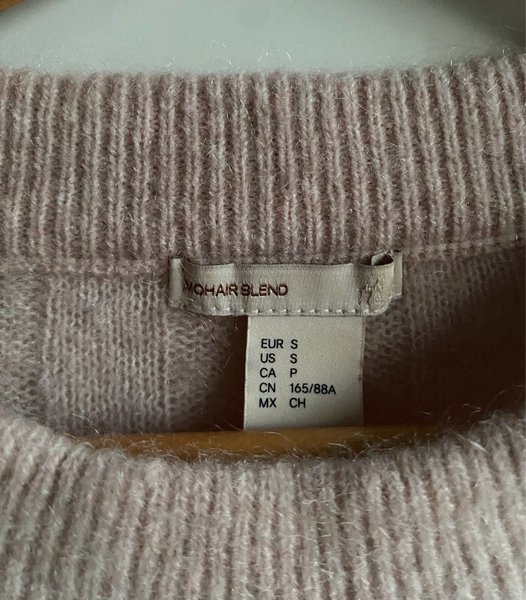 MOHAIR BLEND
EUR S
US S
CA P
CN 165/88A
MX CH